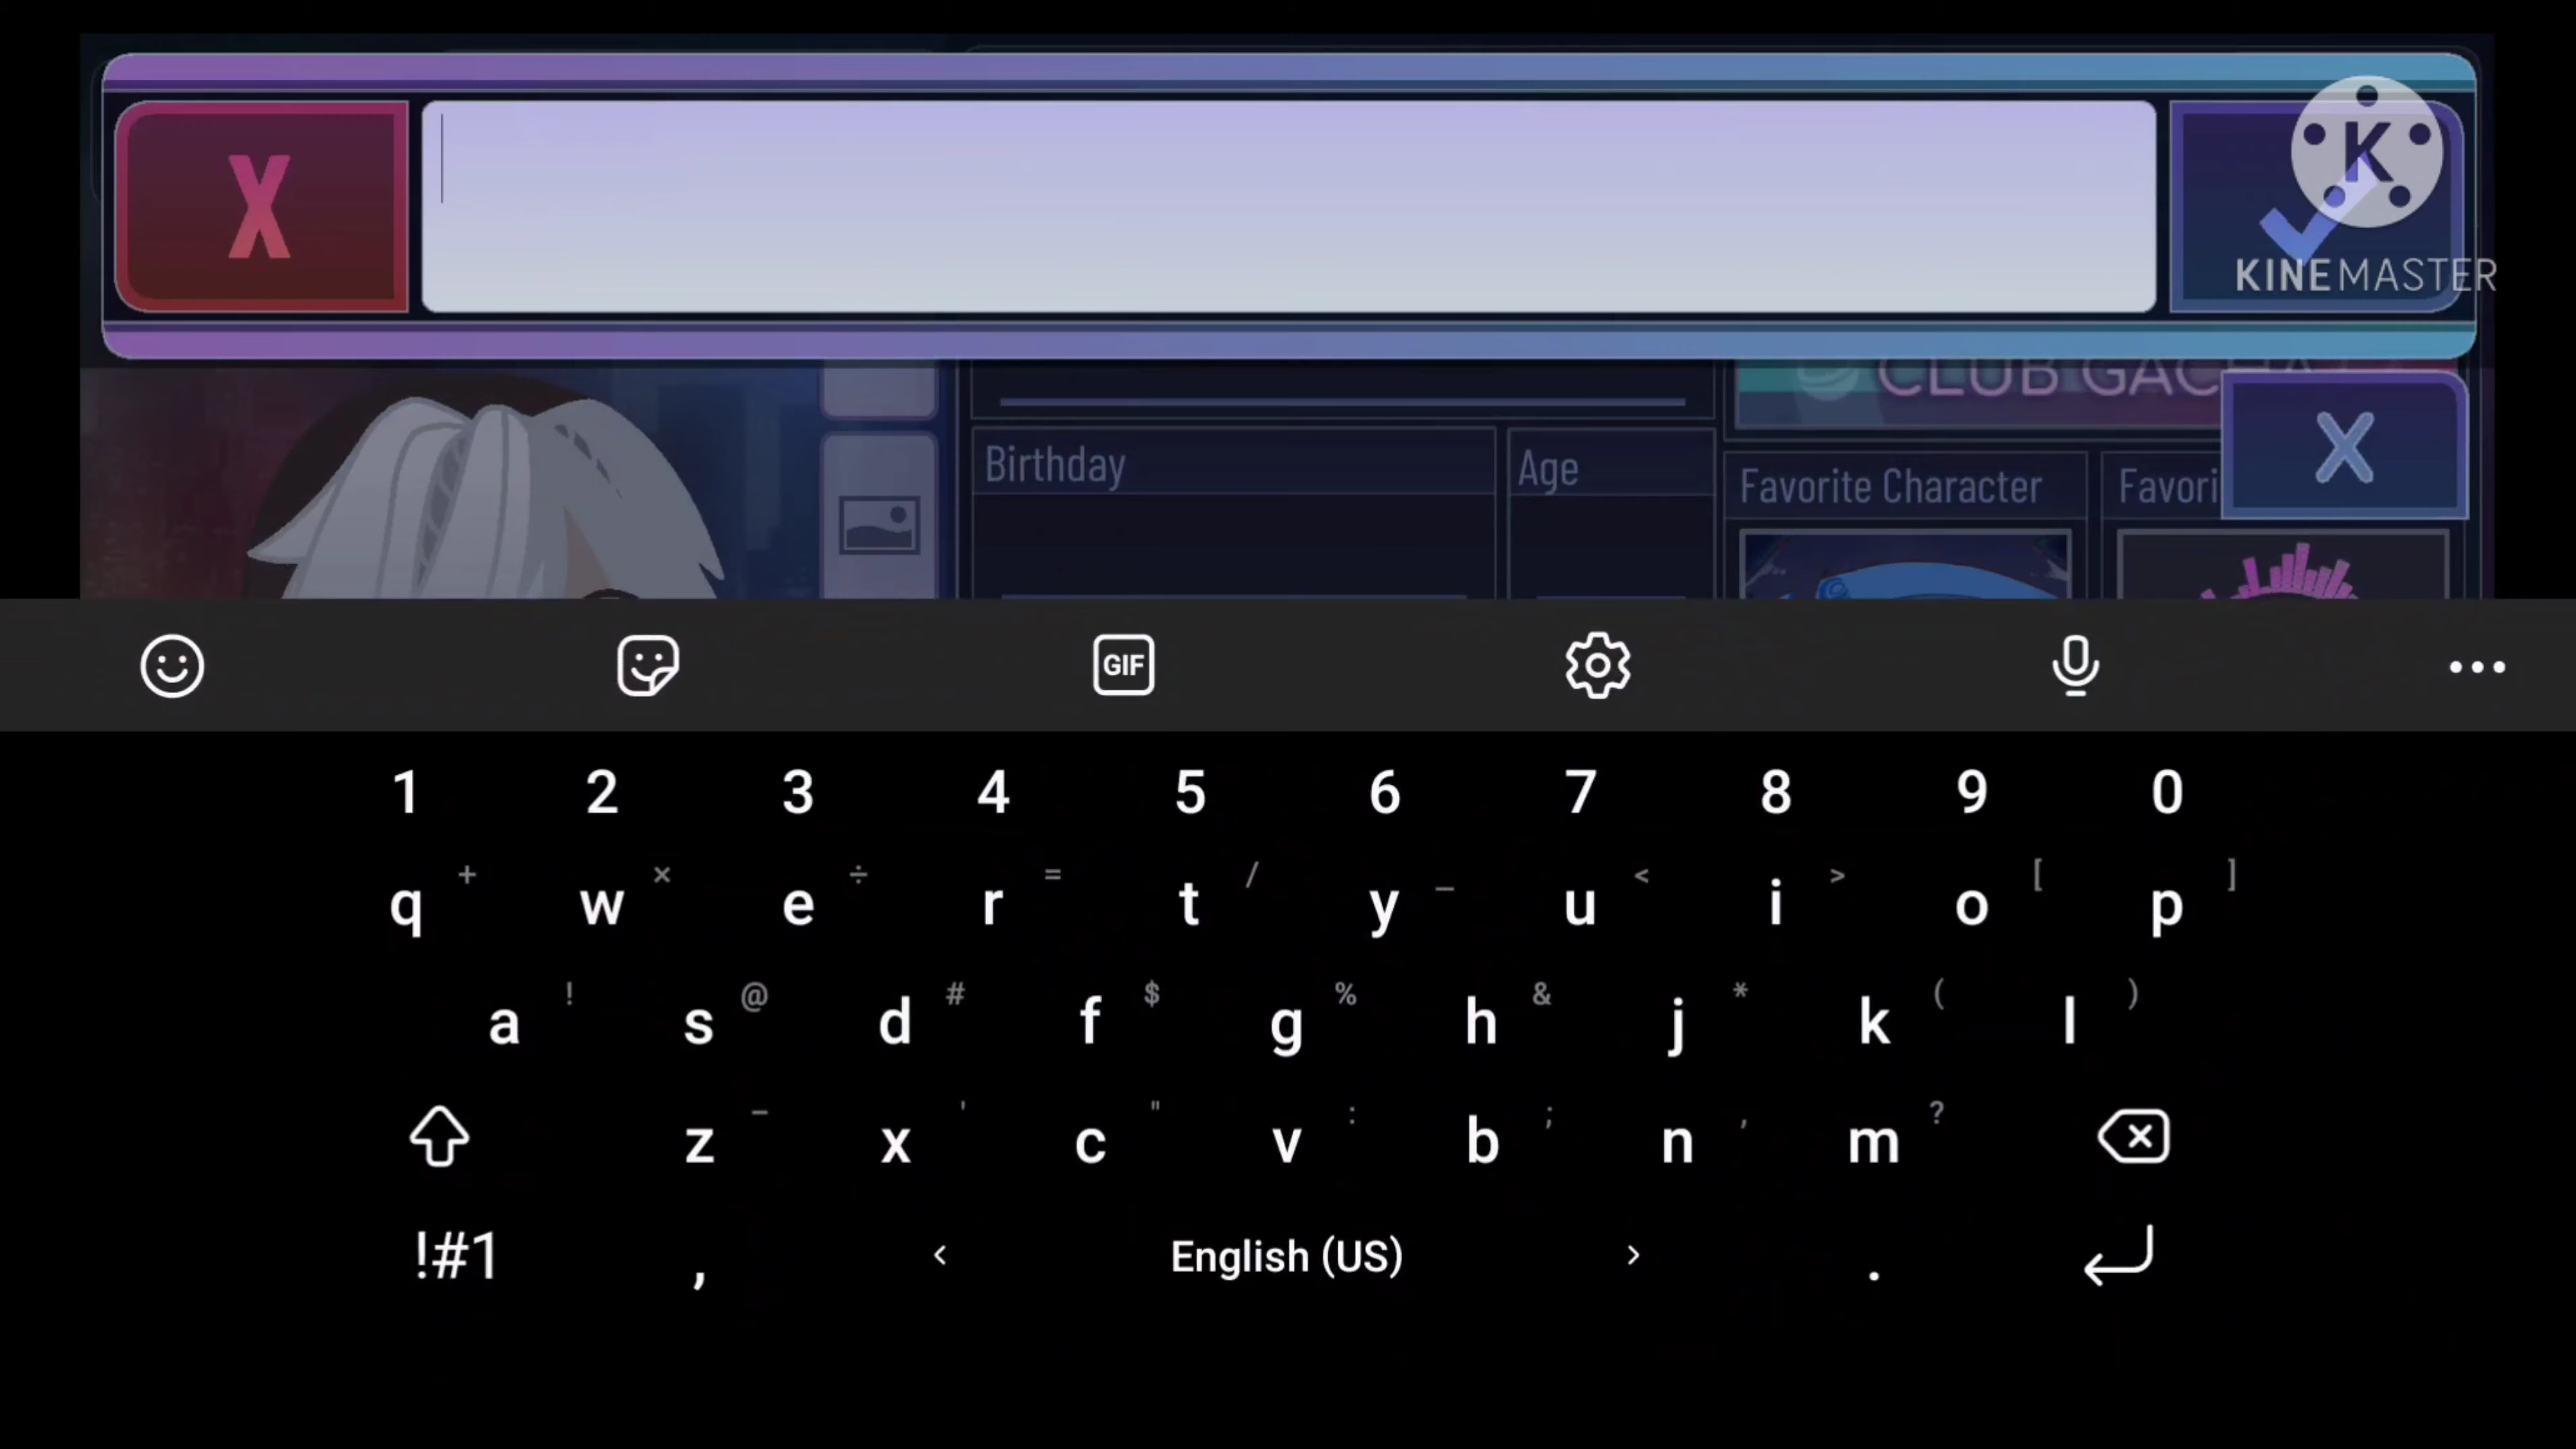 X
K
KINEMASTER
CLUB GACHA
X
Birthday
Age
Favorite Character
Favori
GIF
1 2 3 4 5 6 7 8 9 0
q + w × e ÷ r = t / y _ u < i > o [ p ]
a ! s @ d # f $ g % h & j * k ( l )
z - x ' c " v : b ; n , m ?
!#1 , < English (US) > .